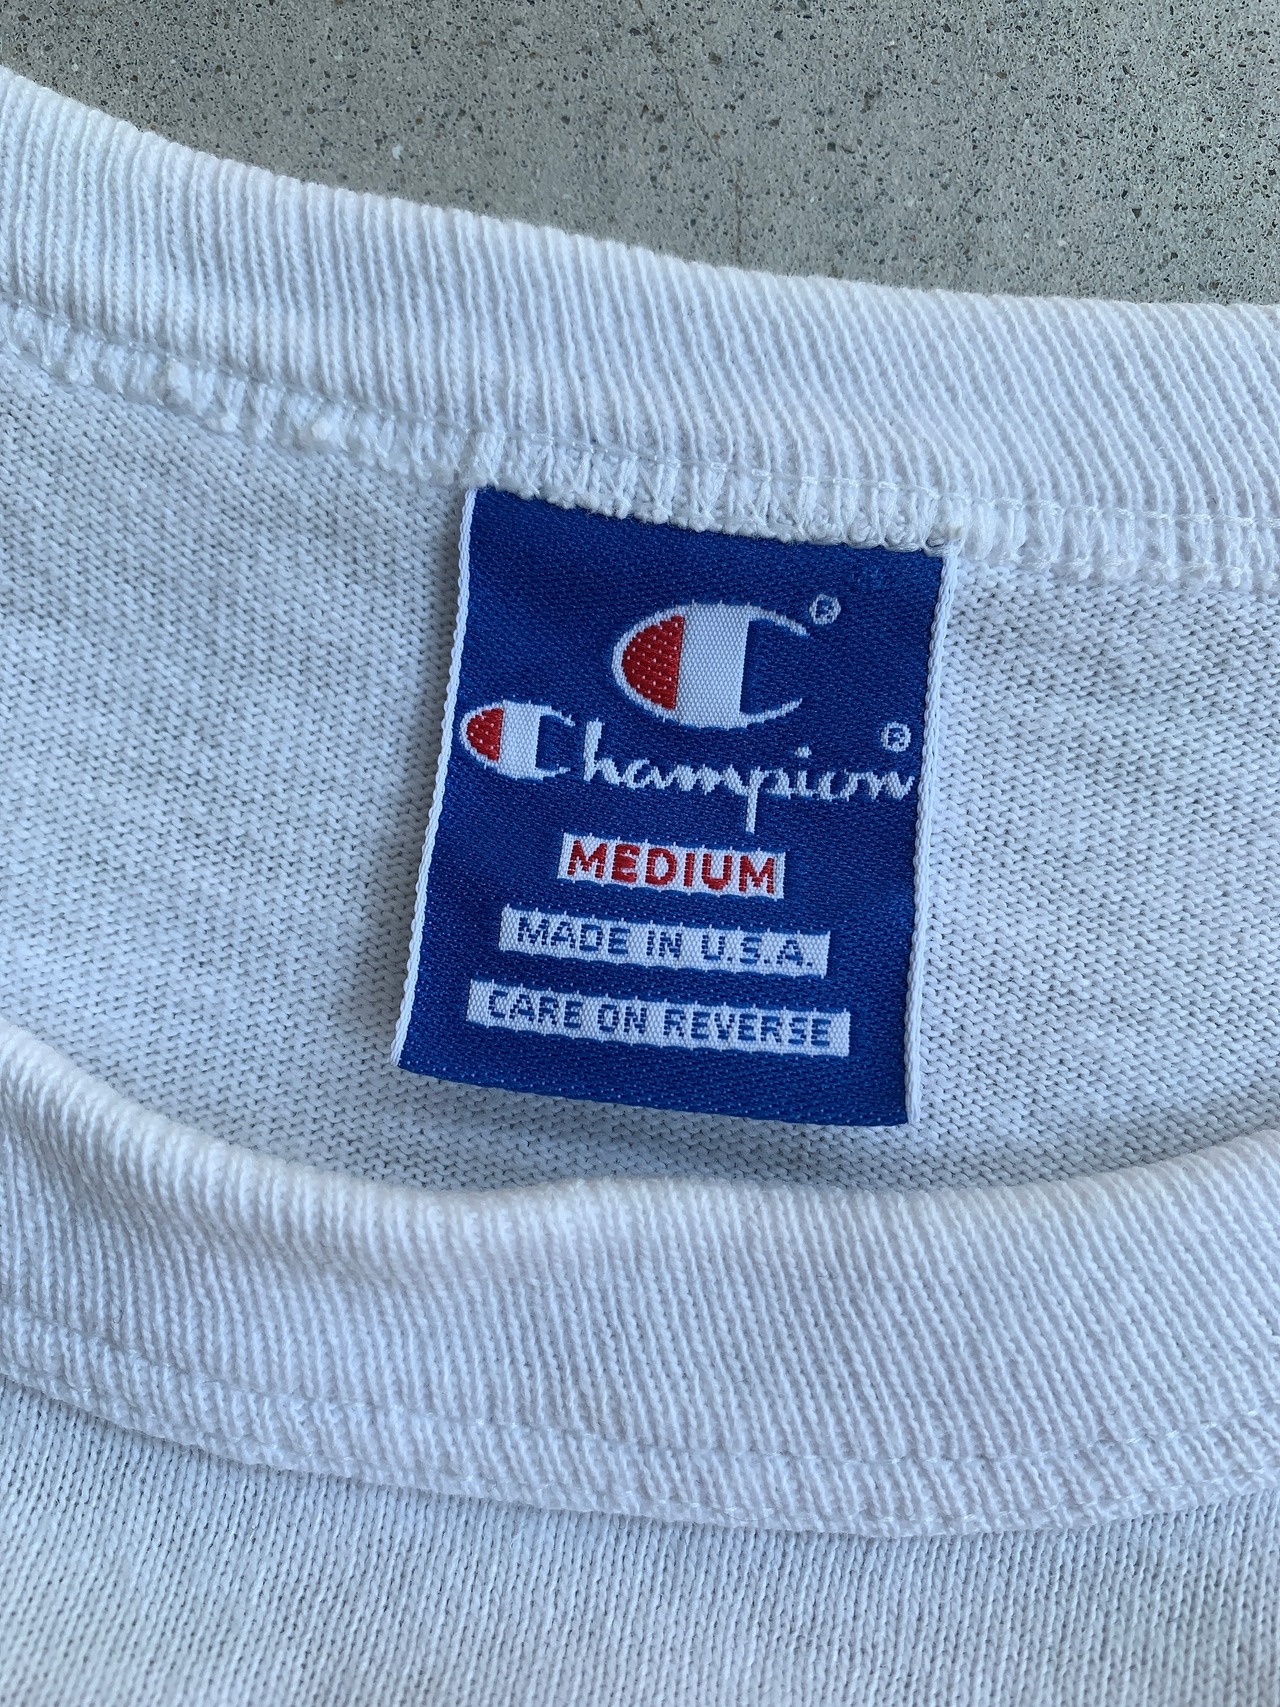 C®
Champion®
MEDIUM
MADE IN U.S.A.
CARE ON REVERSE